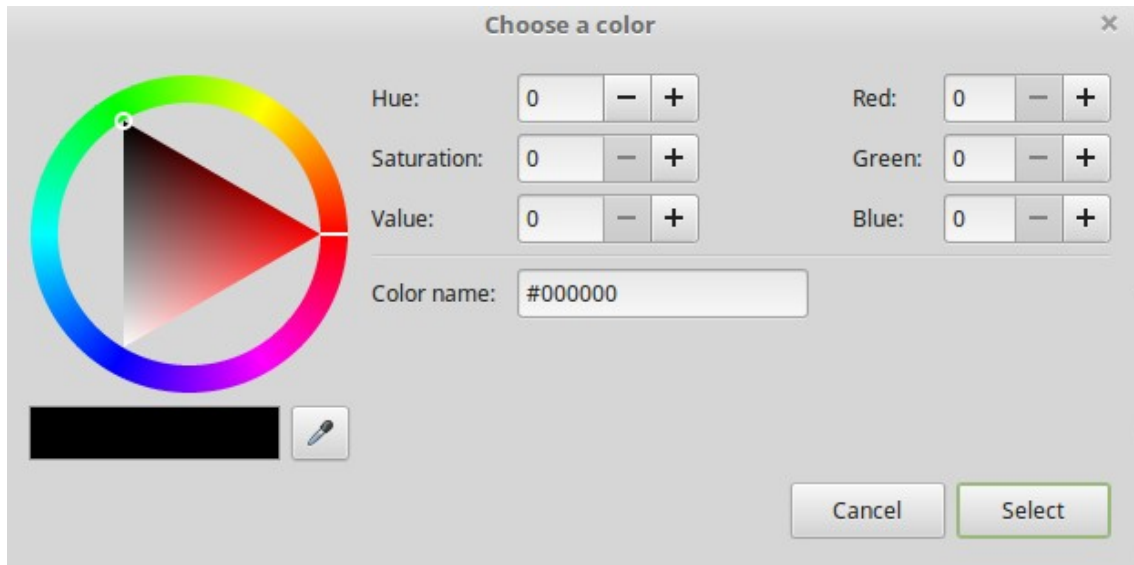 Choose a color
Hue: 0 − + Red: 0 − +
Saturation: 0 − + Green: 0 − +
Value: 0 − + Blue: 0 − +
Color name: #000000
Cancel Select